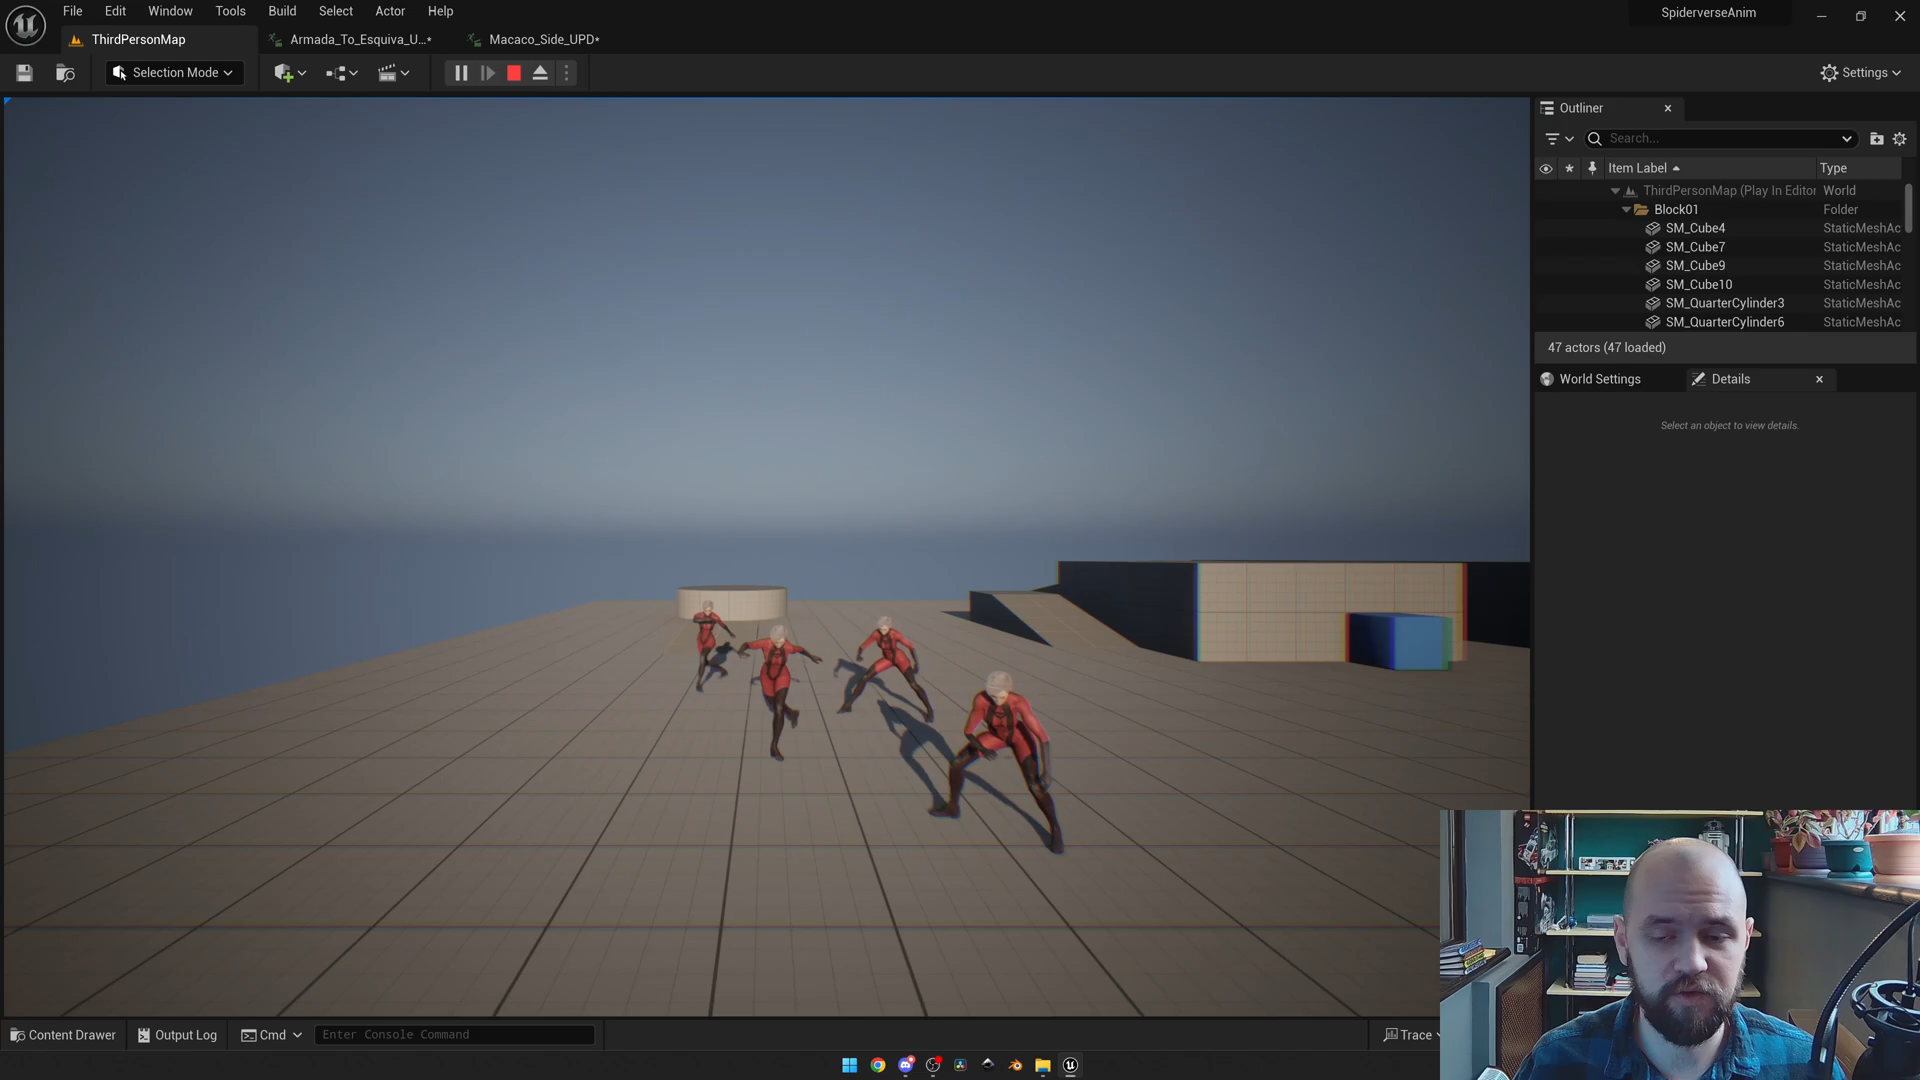 File Edit Window Tools Build Select Actor Help
SpiderverseAnim
ThirdPersonMap
Armada_To_Esquiva_U...*
Macaco_Side_UPD*
Selection Mode
Settings
Outliner
Search...
Item Label
Type
ThirdPersonMap (Play In Editor
World
Block01
Folder
SM_Cube4
StaticMeshAc
SM_Cube7
StaticMeshAc
SM_Cube9
StaticMeshAc
SM_Cube10
StaticMeshAc
SM_QuarterCylinder3
StaticMeshAc
SM_QuarterCylinder6
StaticMeshAc
47 actors (47 loaded)
World Settings
Details
Select an object to view details.
Content Drawer
Output Log
Cmd
Enter Console Command
Trace